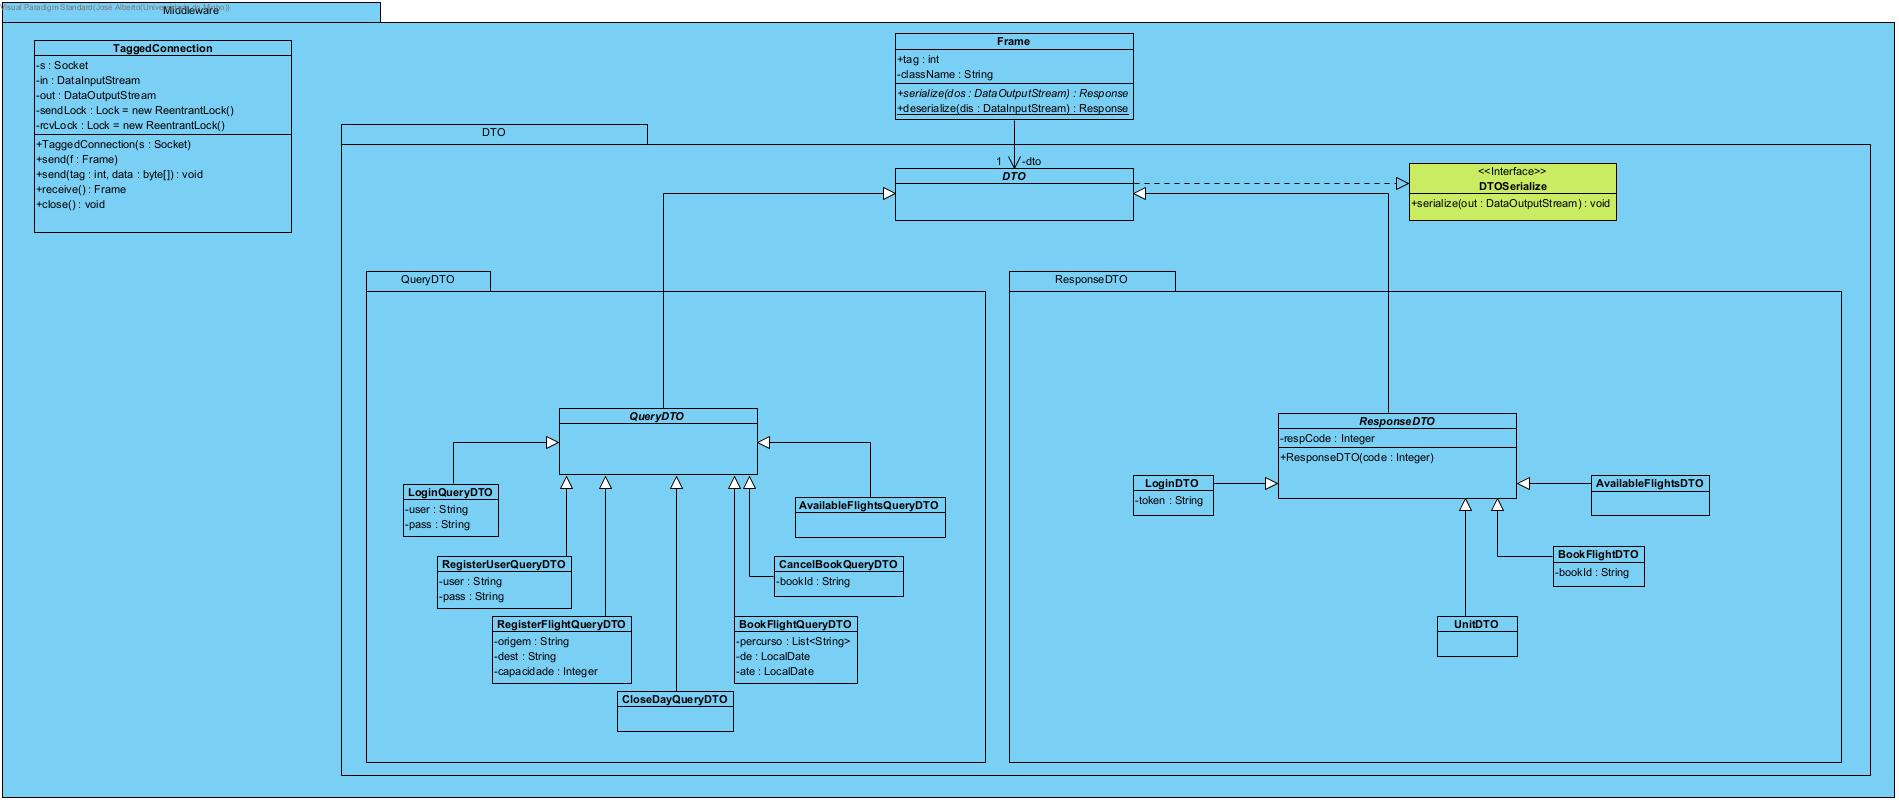 Visual Paradigm Standard(José Alberto(Universidade do Minho))
Middleware
TaggedConnection
-s : Socket
-in : DataInputStream
-out : DataOutputStream
-sendLock : Lock = new ReentrantLock()
-rcvLock : Lock = new ReentrantLock()
+TaggedConnection(s : Socket)
+send(f : Frame)
+send(tag : int, data : byte[]) : void
+receive() : Frame
+close() : void
Frame
+tag : int
-className : String
+serialize(dos : DataOutputStream) : Response
+deserialize(dis : DataInputStream) : Response
DTO
1
-dto
DTO
<<Interface>>
DTOSerialize
+serialize(out : DataOutputStream) : void
QueryDTO
QueryDTO
LoginQueryDTO
-user : String
-pass : String
AvailableFlightsQueryDTO
RegisterUserQueryDTO
-user : String
-pass : String
CancelBookQueryDTO
-bookId : String
RegisterFlightQueryDTO
-origem : String
-dest : String
-capacidade : Integer
BookFlightQueryDTO
-percurso : List<String>
-de : LocalDate
-ate : LocalDate
CloseDayQueryDTO
ResponseDTO
ResponseDTO
-respCode : Integer
+ResponseDTO(code : Integer)
LoginDTO
-token : String
AvailableFlightsDTO
BookFlightDTO
-bookId : String
UnitDTO